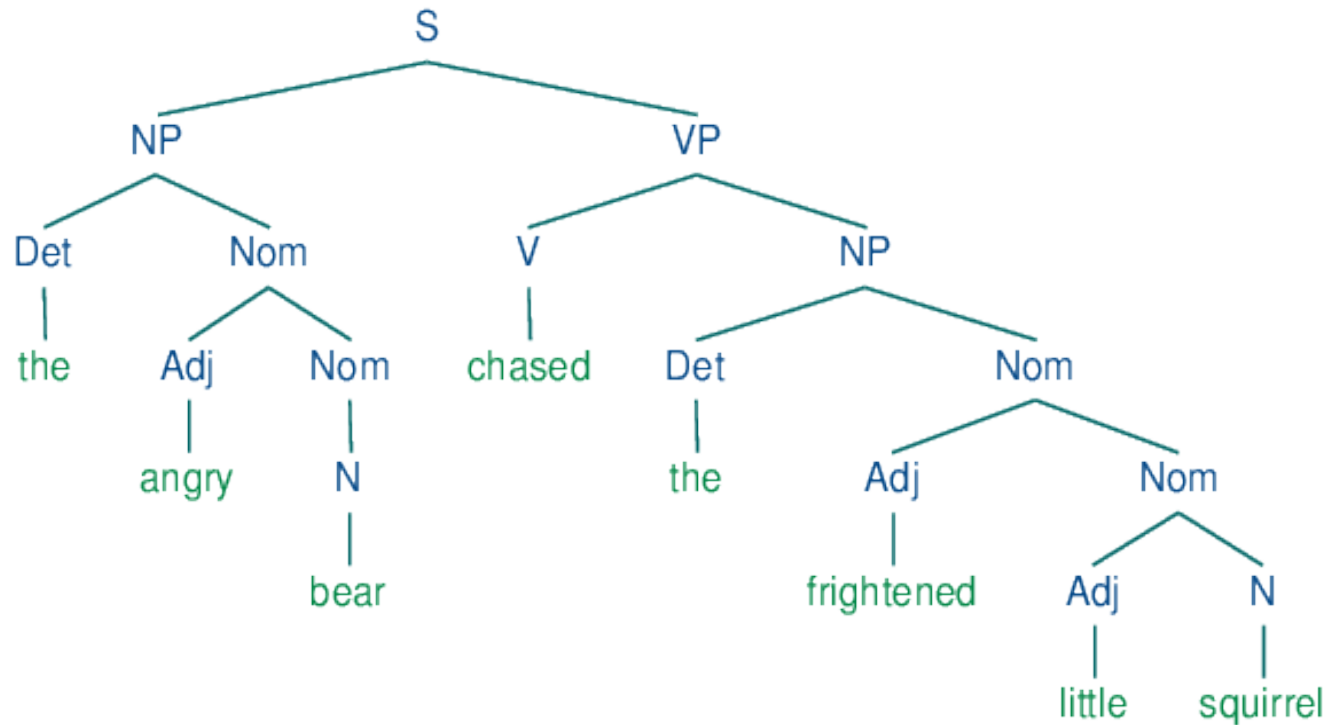 S
NP VP
Det Nom V NP
the Adj Nom chased Det Nom
angry N the Adj Nom
bear frightened Adj N
little squirrel